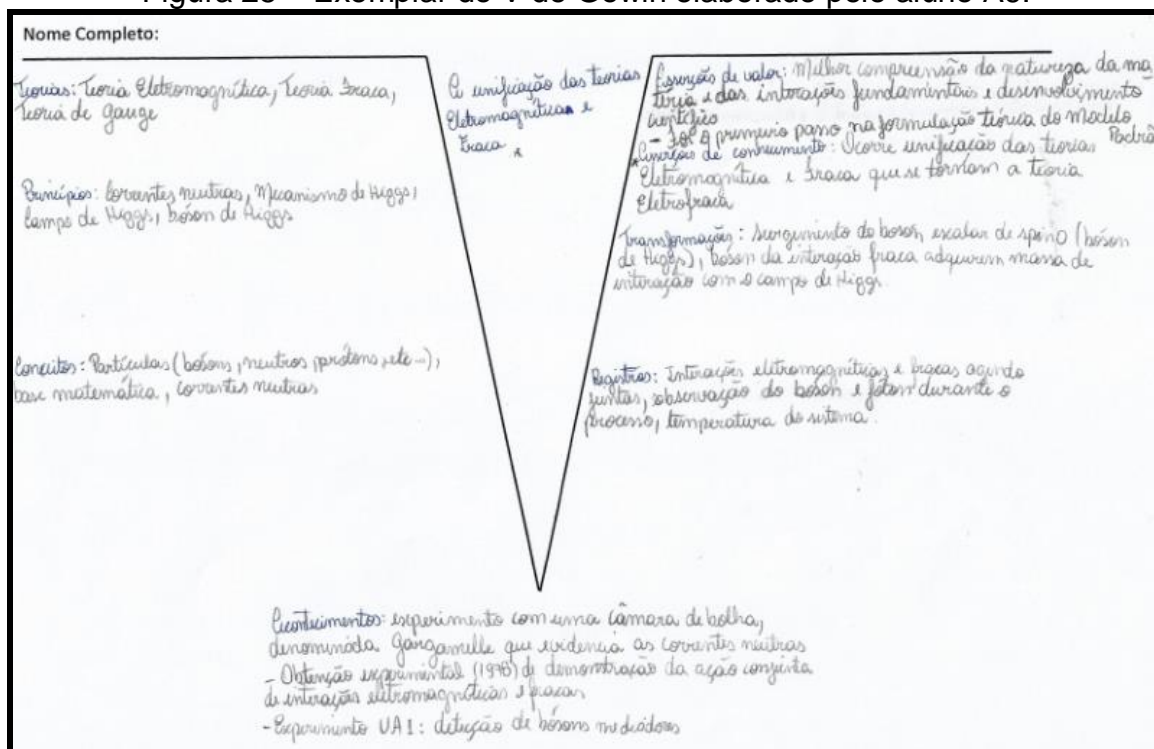 Figura 28 – Exemplar do V de Gowin elaborado pelo aluno A8.
Nome Completo:
Teorias: Teoria Eletromagnética, Teoria Fraca,
Teoria de gauge
Princípios: Correntes neutras, Mecanismo de Higgs,
Campo de Higgs, bóson de Higgs
Conceitos: Partículas (bósons, neutros, prótons, etc...),
base matemática, correntes neutras
A unificação das teorias
Eletromagnética e
Fraca
Asserções de valor: Melhor compreensão da natureza da ma
téria e das interações fundamentais e desenvolvimento
científico
- Foi o primeiro passo na formulação teórica do Modelo Padrão
Asserções de conhecimento: Ocorre unificação das teorias
Eletromagnética e Fraca que se tornam a teoria
Eletrofraca
Transformações: Surgimento do boson, escalar de spin 0 (bóson
de Higgs), bóson da interação fraca adquirem massa de
interação com o campo de Higgs.
Registros: Interações eletromagnéticas e fracas agindo
juntas, observação do bóson e fóton durante o
processo, temperatura do sistema.
Acontecimentos: experimento com uma câmara de bolha,
denominada Gargamelle que evidencia as correntes neutras
- Obtenção experimental (1978) de demonstração da ação conjunta
de interações eletromagnéticas e fracas
- Experimento UA1: detecção de bósons mediadores